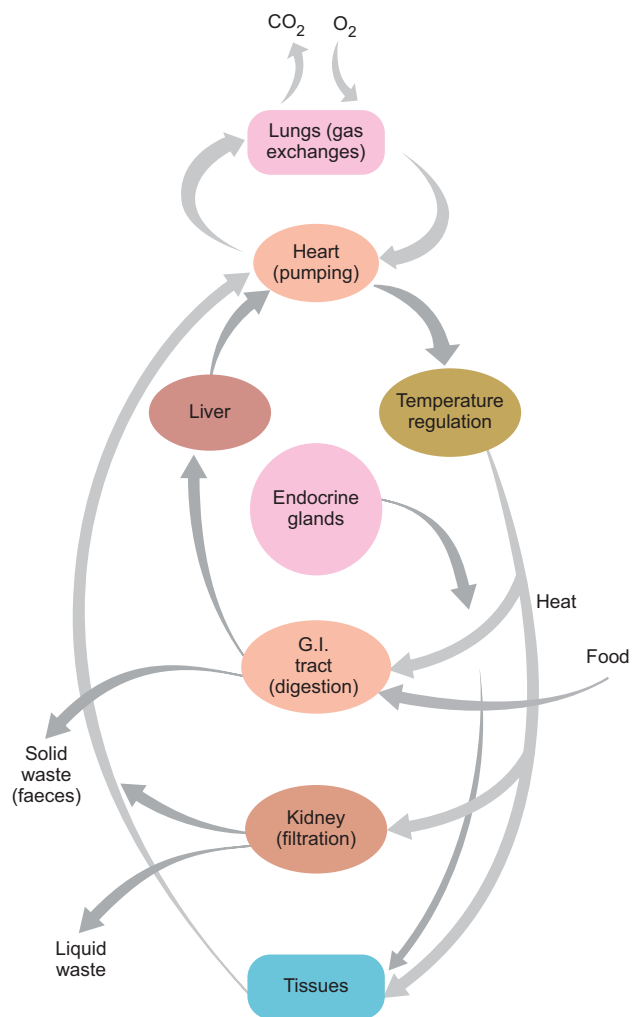 CO2
O2
Lungs (gas
exchanges)
Heart
(pumping)
Liver
Temperature
regulation
Endocrine
glands
Heat
G.I.
tract
(digestion)
Food
Solid
waste
(faeces)
Kidney
(filtration)
Liquid
waste
Tissues